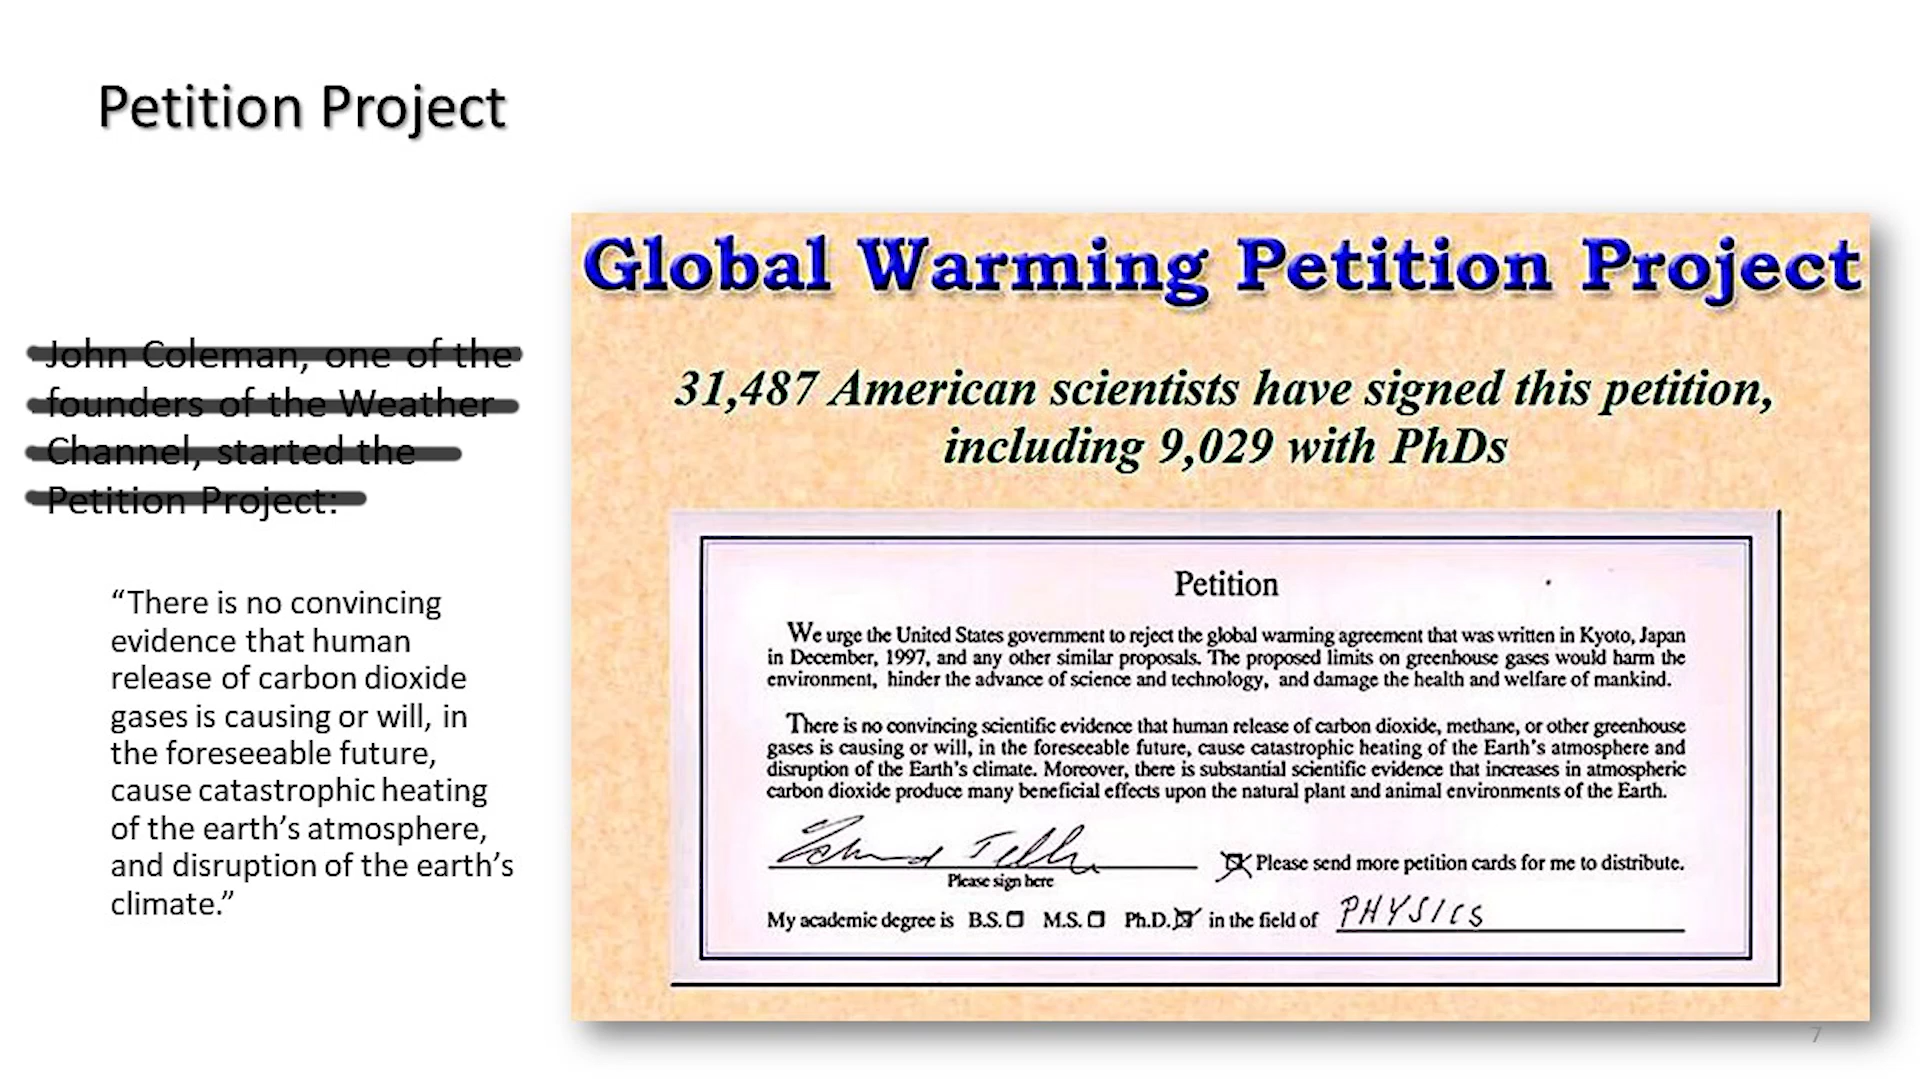 Petition Project
John Coleman, one of the
founders of the Weather
Channel, started the
Petition Project:
“There is no convincing
evidence that human
release of carbon dioxide
gases is causing or will, in
the foreseeable future,
cause catastrophic heating
of the earth’s atmosphere,
and disruption of the earth’s
climate.”
Global Warming Petition Project
31,487 American scientists have signed this petition,
including 9,029 with PhDs
Petition
We urge the United States government to reject the global warming agreement that was written in Kyoto, Japan
in December, 1997, and any other similar proposals. The proposed limits on greenhouse gases would harm the
environment, hinder the advance of science and technology, and damage the health and welfare of mankind.
There is no convincing scientific evidence that human release of carbon dioxide, methane, or other greenhouse
gases is causing or will, in the foreseeable future, cause catastrophic heating of the Earth’s atmosphere and
disruption of the Earth’s climate. Moreover, there is substantial scientific evidence that increases in atmospheric
carbon dioxide produce many beneficial effects upon the natural plant and animal environments of the Earth.
Edward Teller
Please send more petition cards for me to distribute.
Please sign here
My academic degree is B.S. M.S. Ph.D. in the field of PHYSICS
7